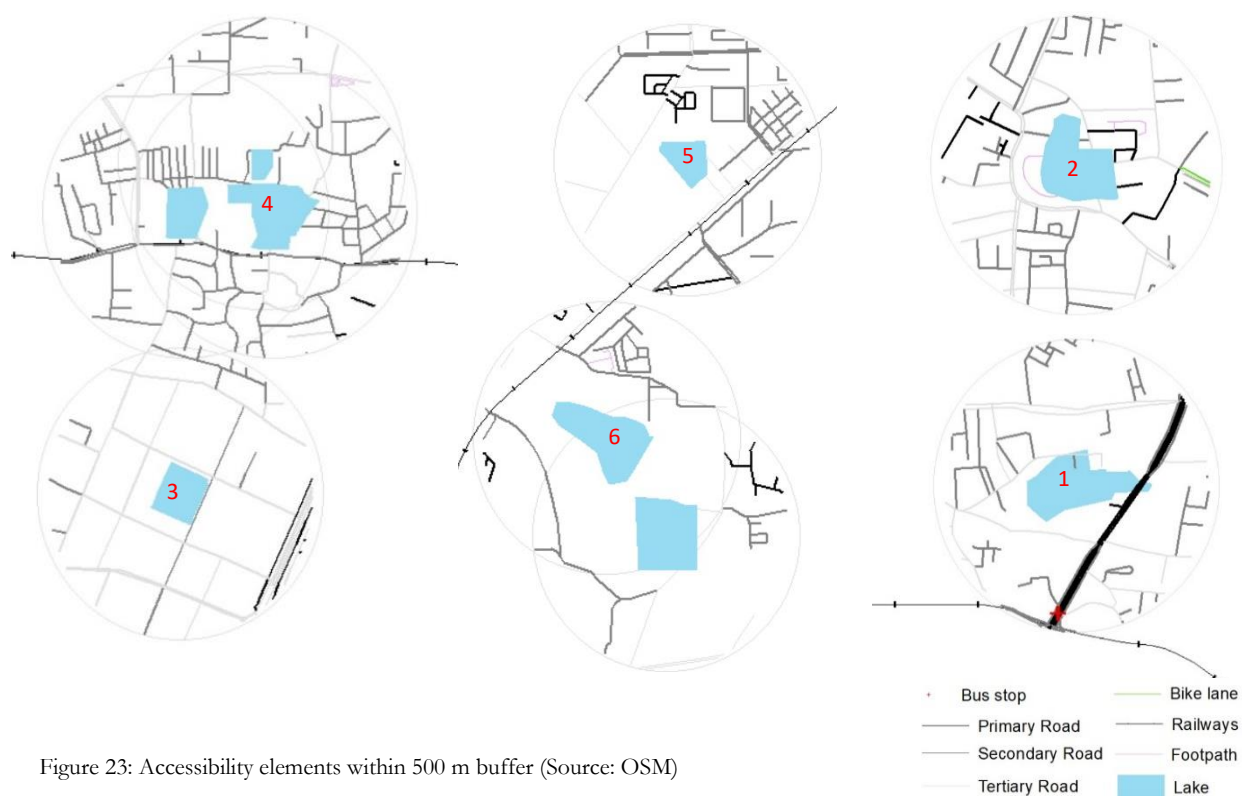 4
5
2
3
6
1
Bus stop
Bike lane
Primary Road
Railways
Secondary Road
Footpath
Tertiary Road
Lake
Figure 23: Accessibility elements within 500 m buffer (Source: OSM)